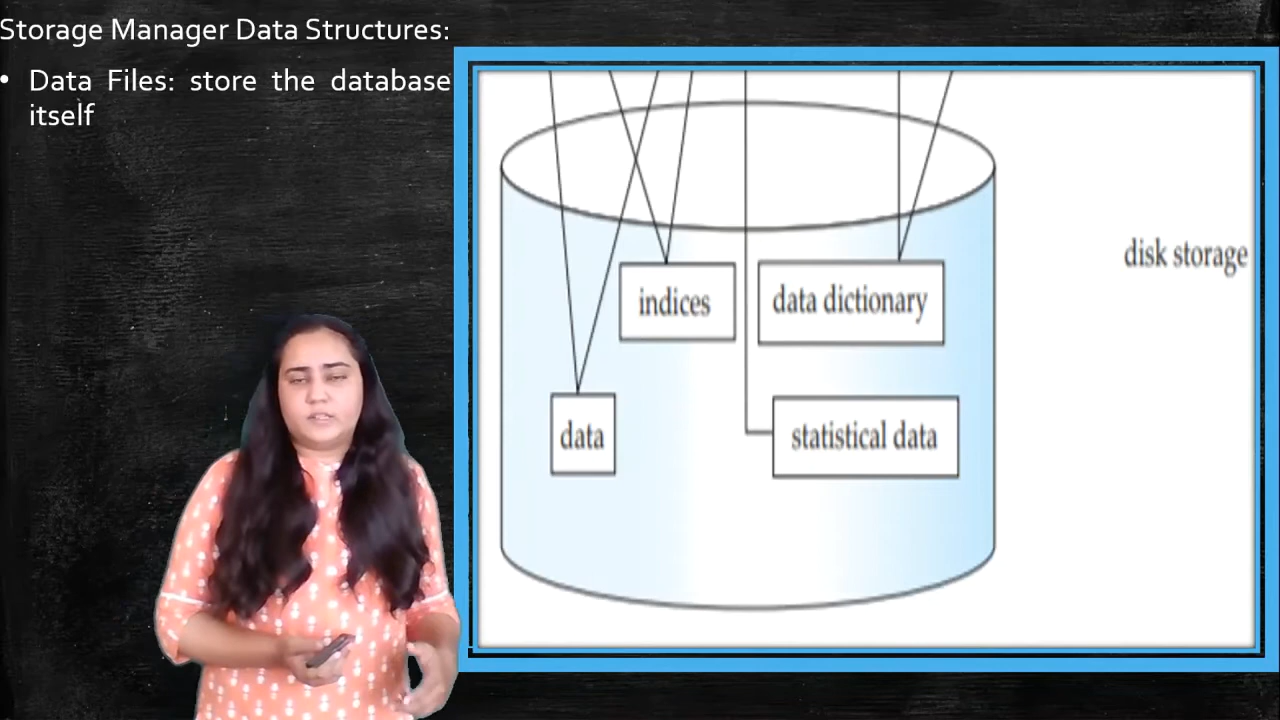 Storage Manager Data Structures:
• Data Files: store the database
itself
indices
data dictionary
disk storage
data
statistical data